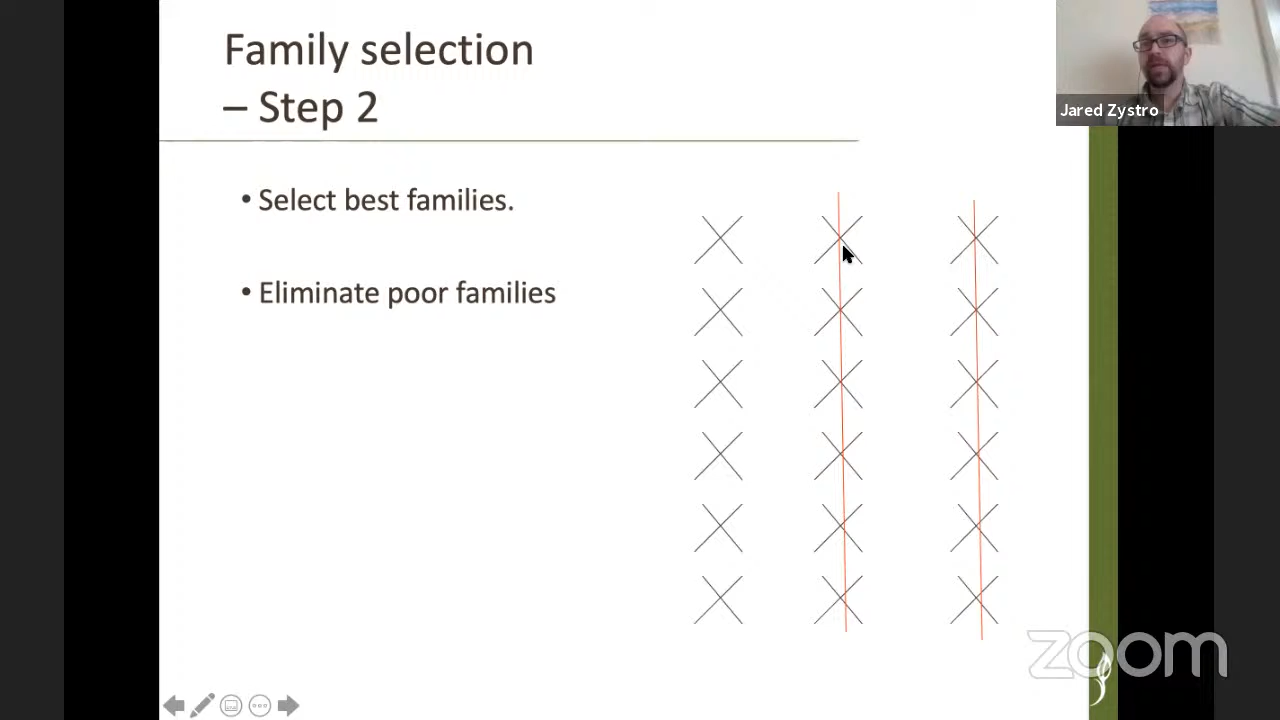 Family selection
– Step 2
Jared Zystro
• Select best families.
• Eliminate poor families
zoom